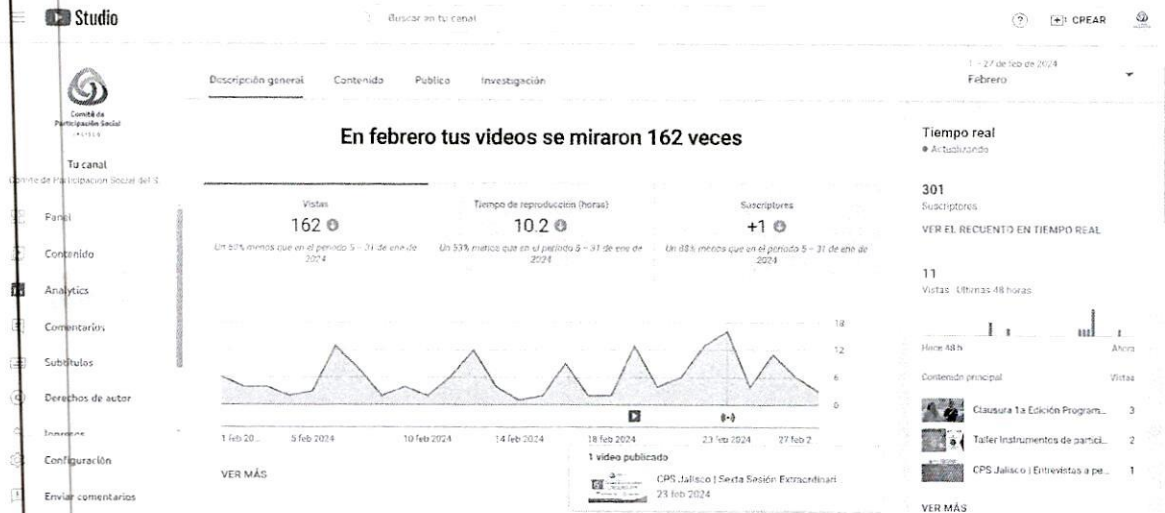 Studio
Buscar en tu canal
CREAR
Comité de
Participación Social
Tu canal
Comité de Participación Social del S
Panel
Contenido
Analytics
Comentarios
Subtítulos
Derechos de autor
Ingresos
Configuración
Enviar comentarios
Descripción general
Contenido
Público
Investigación
1 – 27 de feb de 2024
Febrero
En febrero tus videos se miraron 162 veces
Vistas
162
Un 50% menos que en el periodo 5 – 31 de ene de
2024
Tiempo de reproducción (horas)
10.2
Un 53% menos que en el periodo 5 – 31 de ene de
2024
Suscriptores
+1
Un 88% menos que en el periodo 5 – 31 de ene de
2024
18
12
6
0
1 feb 20...
5 feb 2024
10 feb 2024
14 feb 2024
18 feb 2024
23 feb 2024
27 feb 2
VER MÁS
1 video publicado
CPS Jalisco | Sexta Sesión Extraordinari...
23 feb 2024
Tiempo real
Actualizando
301
Suscriptores
VER EL RECUENTO EN TIEMPO REAL
11
Vistas · Últimas 48 horas
Hace 48 h
Ahora
Contenido principal
Vistas
Clausura 1a Edición Program...
3
Taller Instrumentos de partici...
2
CPS Jalisco | Entrevistas a pe...
1
VER MÁS